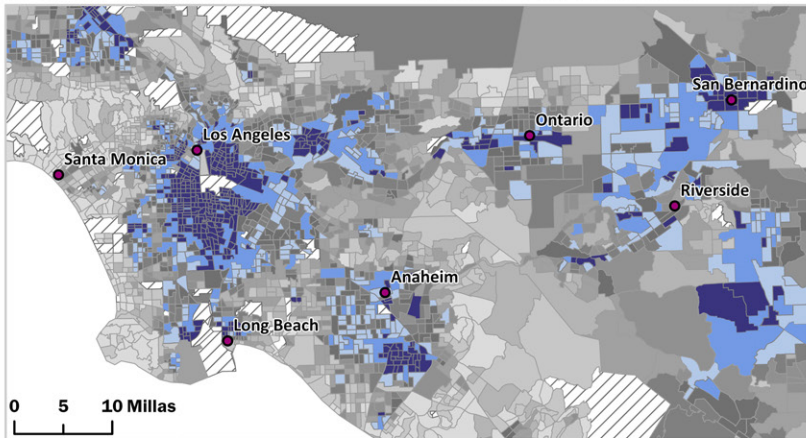 San Bernardino
Los Angeles
Ontario
Santa Monica
Riverside
Anaheim
Long Beach
0 5 10 Millas